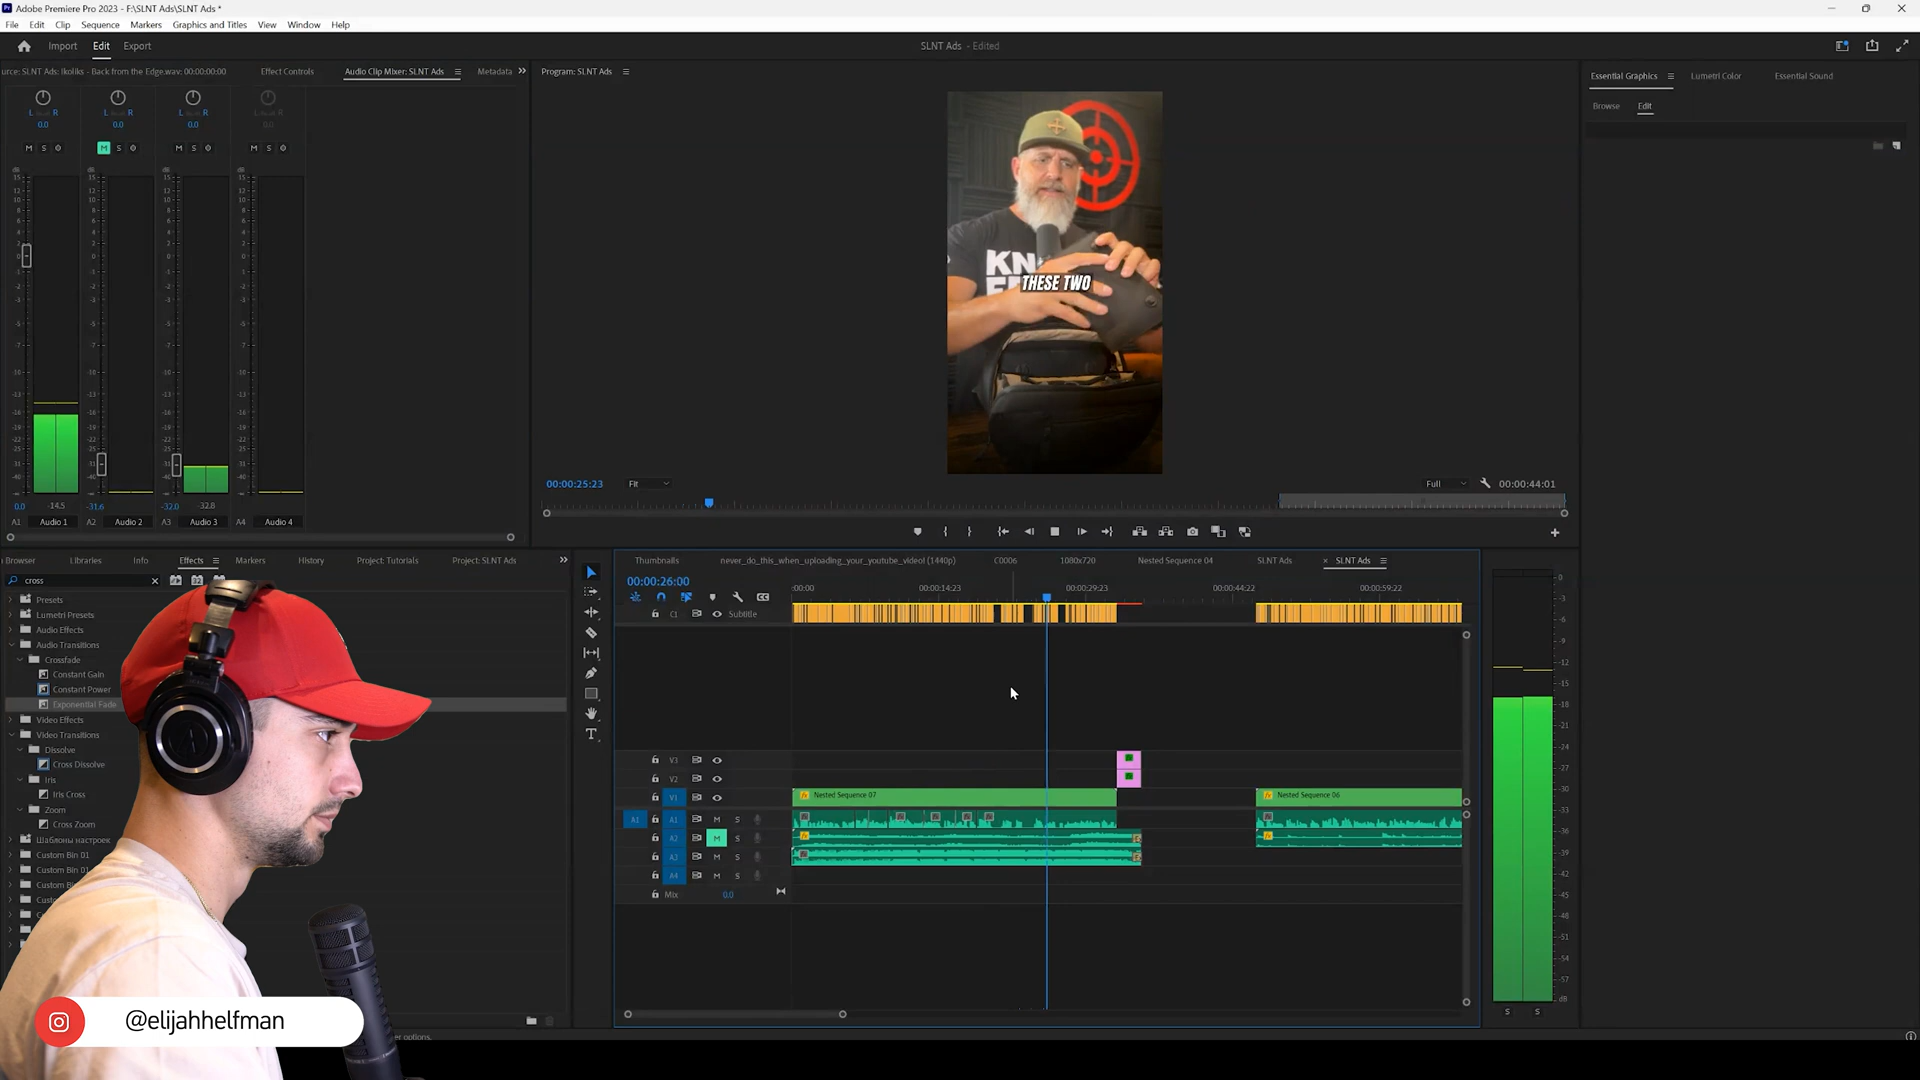 Adobe Premiere Pro 2023 - F:\SLNT Ads\SLNT Ads *
File Edit Clip Sequence Markers Graphics and Titles View Window Help
Import Edit Export
SLNT Ads - Edited
urce: SLNT Ads: Ikoliks - Back from the Edge.wav: 00:00:00:00
Effect Controls
Audio Clip Mixer: SLNT Ads
Metadata
Program: SLNT Ads
Essential Graphics
Lumetri Color
Essential Sound
Browse Edit
L R L R L R L R
0.0 0.0 0.0 0.0
M S M S M S M S
THESE TWO
00:00:25:23
Fit
Full
00:00:44:01
0.0 -14.5 -31.6 -32.0 -32.8
A1 Audio 1 A2 Audio 2 A3 Audio 3 A4 Audio 4
Browser Libraries Info Effects Markers History Project: Tutorials Project: SLNT Ads
Thumbnails
never_do_this_when_uploading_your_youtube_video! (1440p)
C0006
1080x720
Nested Sequence 04
SLNT Ads
SLNT Ads
cross
00:00:26:00
:00:00 00:00:14:23 00:00:29:23 00:00:44:22 00:00:59:22
Presets
Lumetri Presets
Audio Effects
Audio Transitions
Crossfade
Constant Gain
Constant Power
Exponential Fade
Video Effects
Video Transitions
Dissolve
Cross Dissolve
Iris
Iris Cross
Zoom
Cross Zoom
Шаблоны настроек
Custom Bin 01
Custom Bin 01
Custom Bin
C1 Subtitle
V3
V2
V1 Nested Sequence 07 Nested Sequence 06
A1 A1 M S
A2 M S
A3 M S
A4 M S
Mix 0.0
S S
@elijahhelfman
er options.